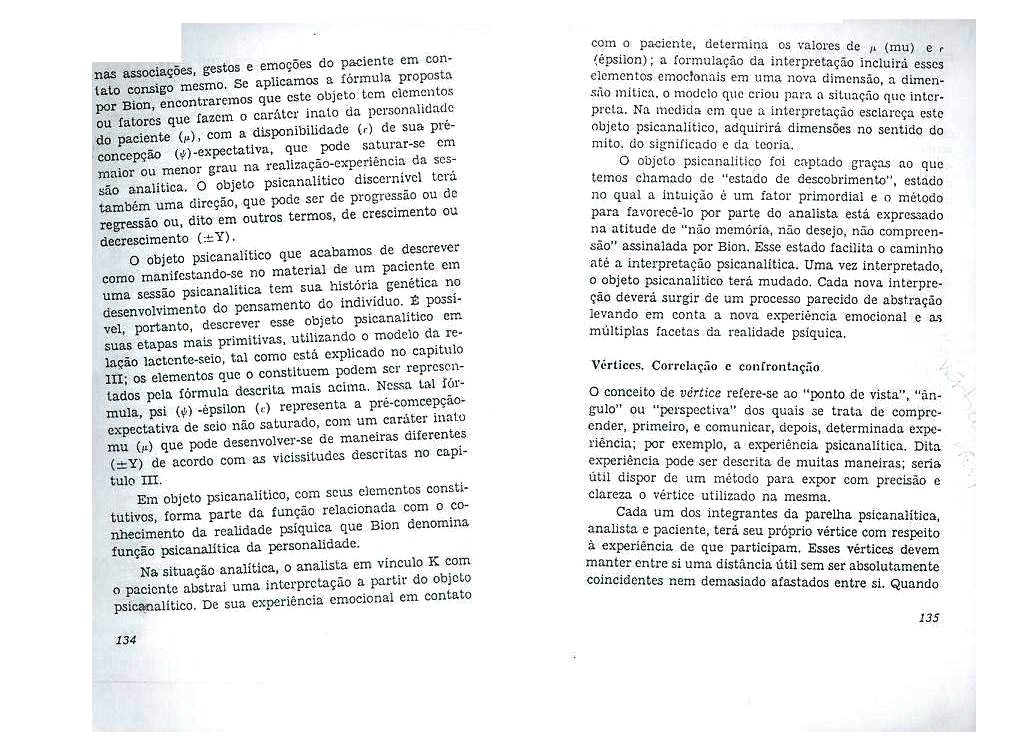 nas associações, gestos e emoções do paciente em con-
tato consigo mesmo. Se aplicamos a fórmula proposta
por Bion, encontraremos que este objeto tem elementos
ou fatores que fazem o caráter inato da personalidade
do paciente (μ), com a disponibilidade (ε) de sua pré-
concepção (ψ)-expectativa, que pode saturar-se em
maior ou menor grau na realização-experiência da ses-
são analítica. O objeto psicanalítico discernível terá
também uma direção, que pode ser de progressão ou de
regressão ou, dito em outros termos, de crescimento ou
decrescimento (±Y).
O objeto psicanalítico que acabamos de descrever
como manifestando-se no material de um paciente em
uma sessão psicanalítica tem sua história genética no
desenvolvimento do pensamento do indivíduo. É possí-
vel, portanto, descrever esse objeto psicanalítico em
suas etapas mais primitivas, utilizando o modelo da re-
lação lactente-seio, tal como está explicado no capítulo
III; os elementos que o constituem podem ser represen-
tados pela fórmula descrita mais acima. Nessa tal fór-
mula, psi (ψ) -épsilon (ε) representa a pré-comcepção-
expectativa de seio não saturado, com um caráter inato
mu (μ) que pode desenvolver-se de maneiras diferentes
(±Y) de acordo com as vicissitudes descritas no capí-
tulo III.
Em objeto psicanalítico, com seus elementos consti-
tutivos, forma parte da função relacionada com o co-
nhecimento da realidade psíquica que Bion denomina
função psicanalítica da personalidade.
Na situação analítica, o analista em vínculo K com
o paciente abstrai uma interpretação a partir do objeto
psicanalítico. De sua experiência emocional em contato
134
com o paciente, determina os valores de μ (mu) e ε
(épsilon); a formulação da interpretação incluirá esses
elementos emocionais em uma nova dimensão, a dimen-
são mítica, o modelo que criou para a situação que inter-
preta. Na medida em que a interpretação esclareça este
objeto psicanalítico, adquirirá dimensões no sentido do
mito, do significado e da teoria.
O objeto psicanalítico foi captado graças ao que
temos chamado de "estado de descobrimento", estado
no qual a intuição é um fator primordial e o método
para favorecê-lo por parte do analista está expressado
na atitude de "não memória, não desejo, não compreen-
são" assinalada por Bion. Esse estado facilita o caminho
até a interpretação psicanalítica. Uma vez interpretado,
o objeto psicanalítico terá mudado. Cada nova interpre-
ção deverá surgir de um processo parecido de abstração
levando em conta a nova experiência emocional e as
múltiplas facetas da realidade psíquica.
Vértices. Correlação e confrontação
O conceito de vértice refere-se ao "ponto de vista", "ân-
gulo" ou "perspectiva" dos quais se trata de compre-
ender, primeiro, e comunicar, depois, determinada expe-
riência; por exemplo, a experiência psicanalítica. Dita
experiência pode ser descrita de muitas maneiras; seria
útil dispor de um método para expor com precisão e
clareza o vértice utilizado na mesma.
Cada um dos integrantes da parelha psicanalítica,
analista e paciente, terá seu próprio vértice com respeito
à experiência de que participam. Esses vértices devem
manter entre si uma distância útil sem ser absolutamente
coincidentes nem demasiado afastados entre si. Quando
135